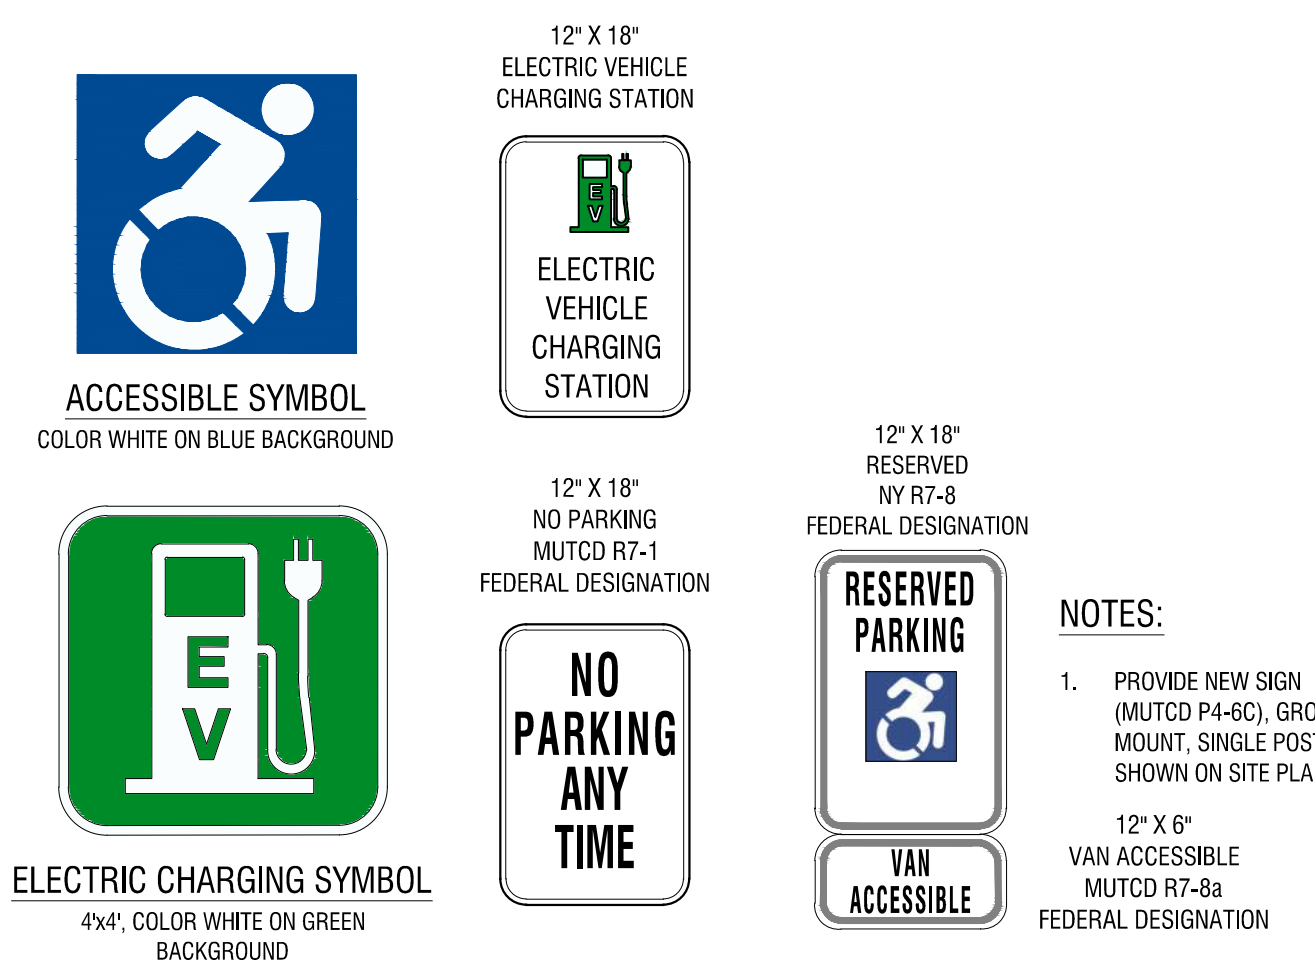 12" X 18"
ELECTRIC VEHICLE
CHARGING STATION
E
V
ELECTRIC
VEHICLE
CHARGING
STATION
ACCESSIBLE SYMBOL
COLOR WHITE ON BLUE BACKGROUND
E
V
ELECTRIC CHARGING SYMBOL
4'x4', COLOR WHITE ON GREEN
BACKGROUND
12" X 18"
NO PARKING
MUTCD R7-1
FEDERAL DESIGNATION
NO
PARKING
ANY
TIME
12" X 18"
RESERVED
NY R7-8
FEDERAL DESIGNATION
RESERVED
PARKING
VAN
ACCESSIBLE
NOTES:
1. PROVIDE NEW SIGN
(MUTCD P4-6C), GRO
MOUNT, SINGLE POST
SHOWN ON SITE PLA
12" X 6"
VAN ACCESSIBLE
MUTCD R7-8a
FEDERAL DESIGNATION